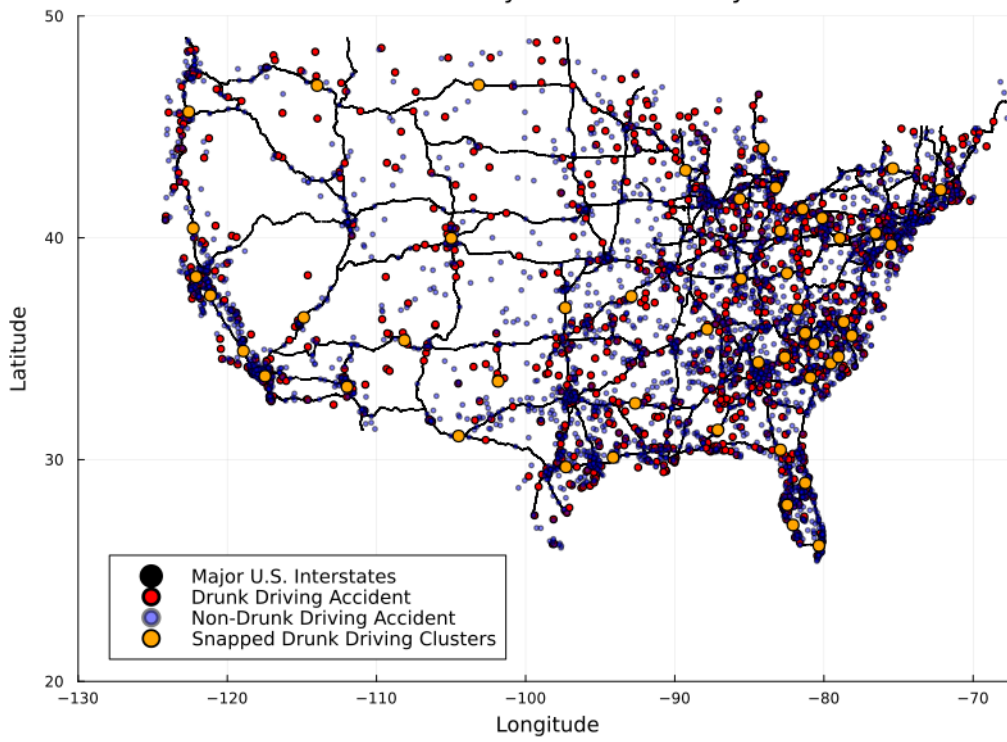 50
40
30
20
Latitude
Major U.S. Interstates
Drunk Driving Accident
Non-Drunk Driving Accident
Snapped Drunk Driving Clusters
−130
−120
−110
−100
−90
−80
−70
Longitude